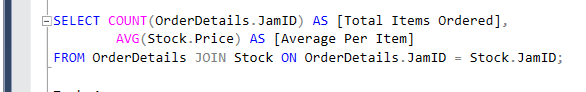 SELECT COUNT(OrderDetails.JamID) AS [Total Items Ordered],
AVG(Stock.Price) AS [Average Per Item]
FROM OrderDetails JOIN Stock ON OrderDetails.JamID = Stock.JamID;